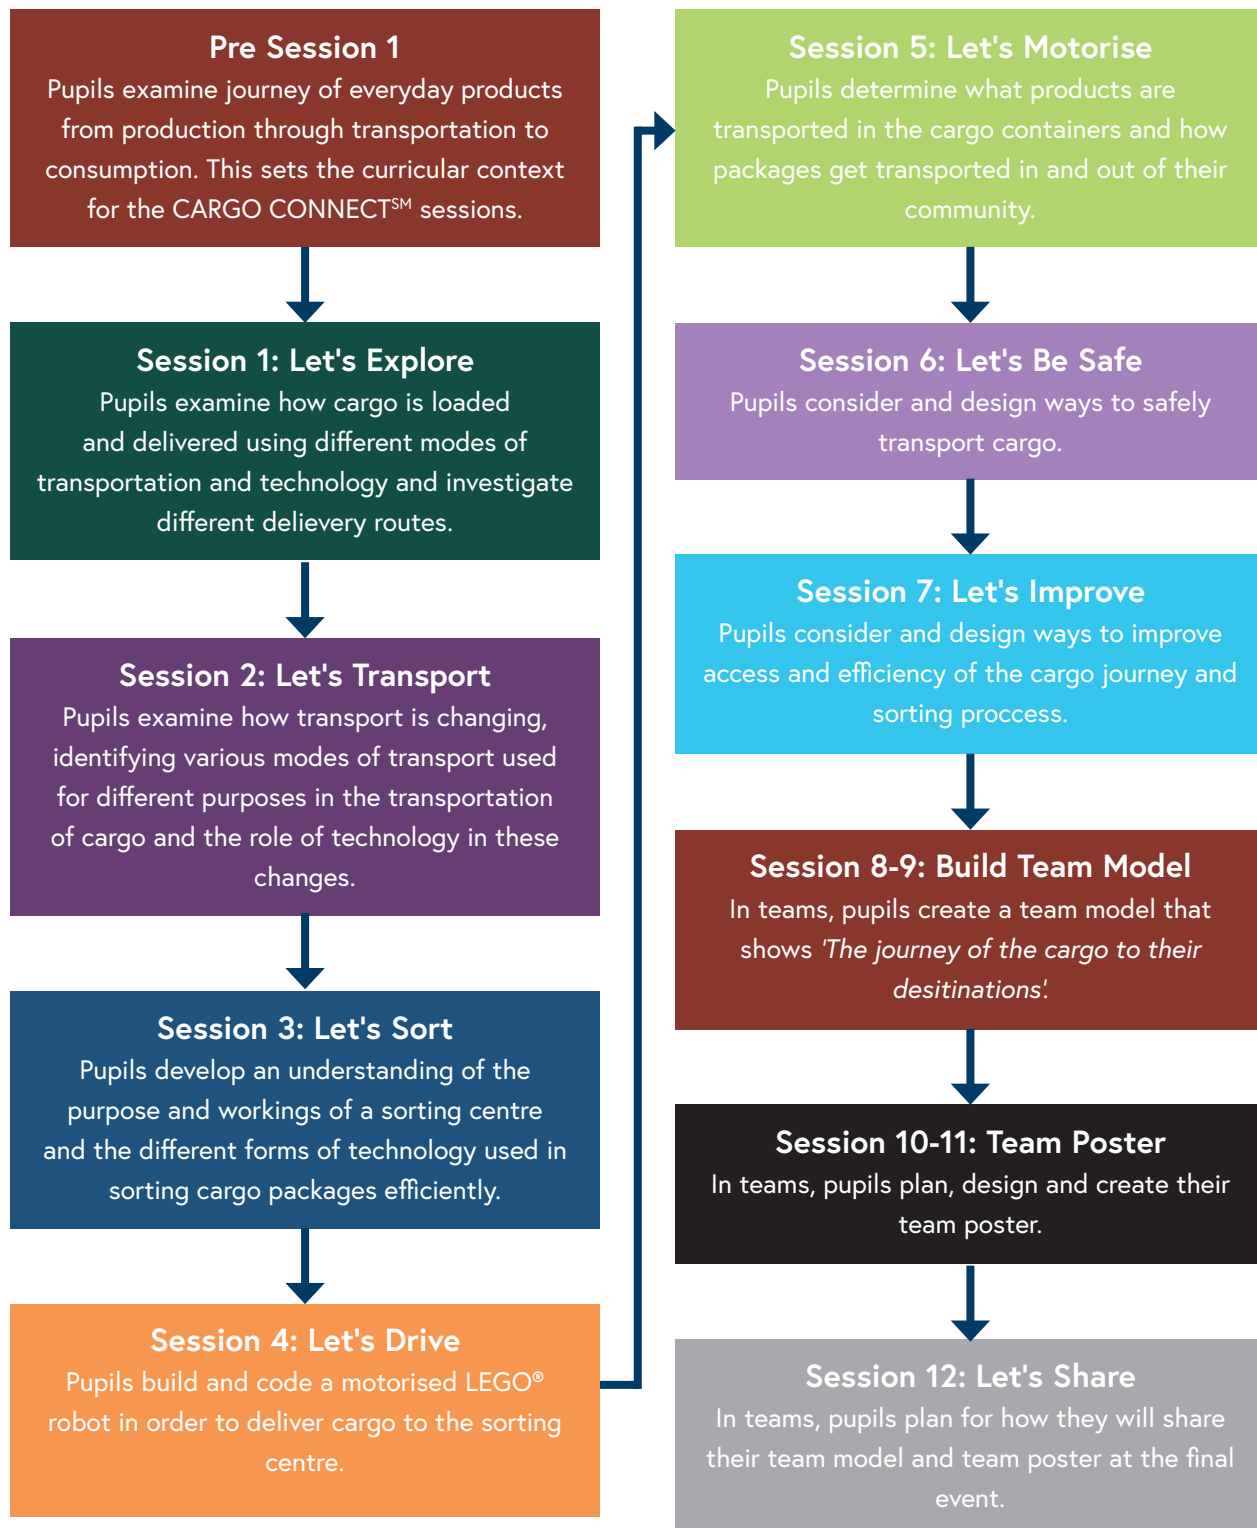 Pre Session 1
Pupils examine journey of everyday products
from production through transportation to
consumption. This sets the curricular context
for the CARGO CONNECT℠ sessions.
Session 1: Let's Explore
Pupils examine how cargo is loaded
and delivered using different modes of
transportation and technology and investigate
different delievery routes.
Session 2: Let's Transport
Pupils examine how transport is changing,
identifying various modes of transport used
for different purposes in the transportation
of cargo and the role of technology in these
changes.
Session 3: Let's Sort
Pupils develop an understanding of the
purpose and workings of a sorting centre
and the different forms of technology used in
sorting cargo packages efficiently.
Session 4: Let's Drive
Pupils build and code a motorised LEGO®
robot in order to deliver cargo to the sorting
centre.
Session 5: Let's Motorise
Pupils determine what products are
transported in the cargo containers and how
packages get transported in and out of their
community.
Session 6: Let's Be Safe
Pupils consider and design ways to safely
transport cargo.
Session 7: Let's Improve
Pupils consider and design ways to improve
access and efficiency of the cargo journey and
sorting proccess.
Session 8-9: Build Team Model
In teams, pupils create a team model that
shows 'The journey of the cargo to their
desitinations'.
Session 10-11: Team Poster
In teams, pupils plan, design and create their
team poster.
Session 12: Let's Share
In teams, pupils plan for how they will share
their team model and team poster at the final
event.